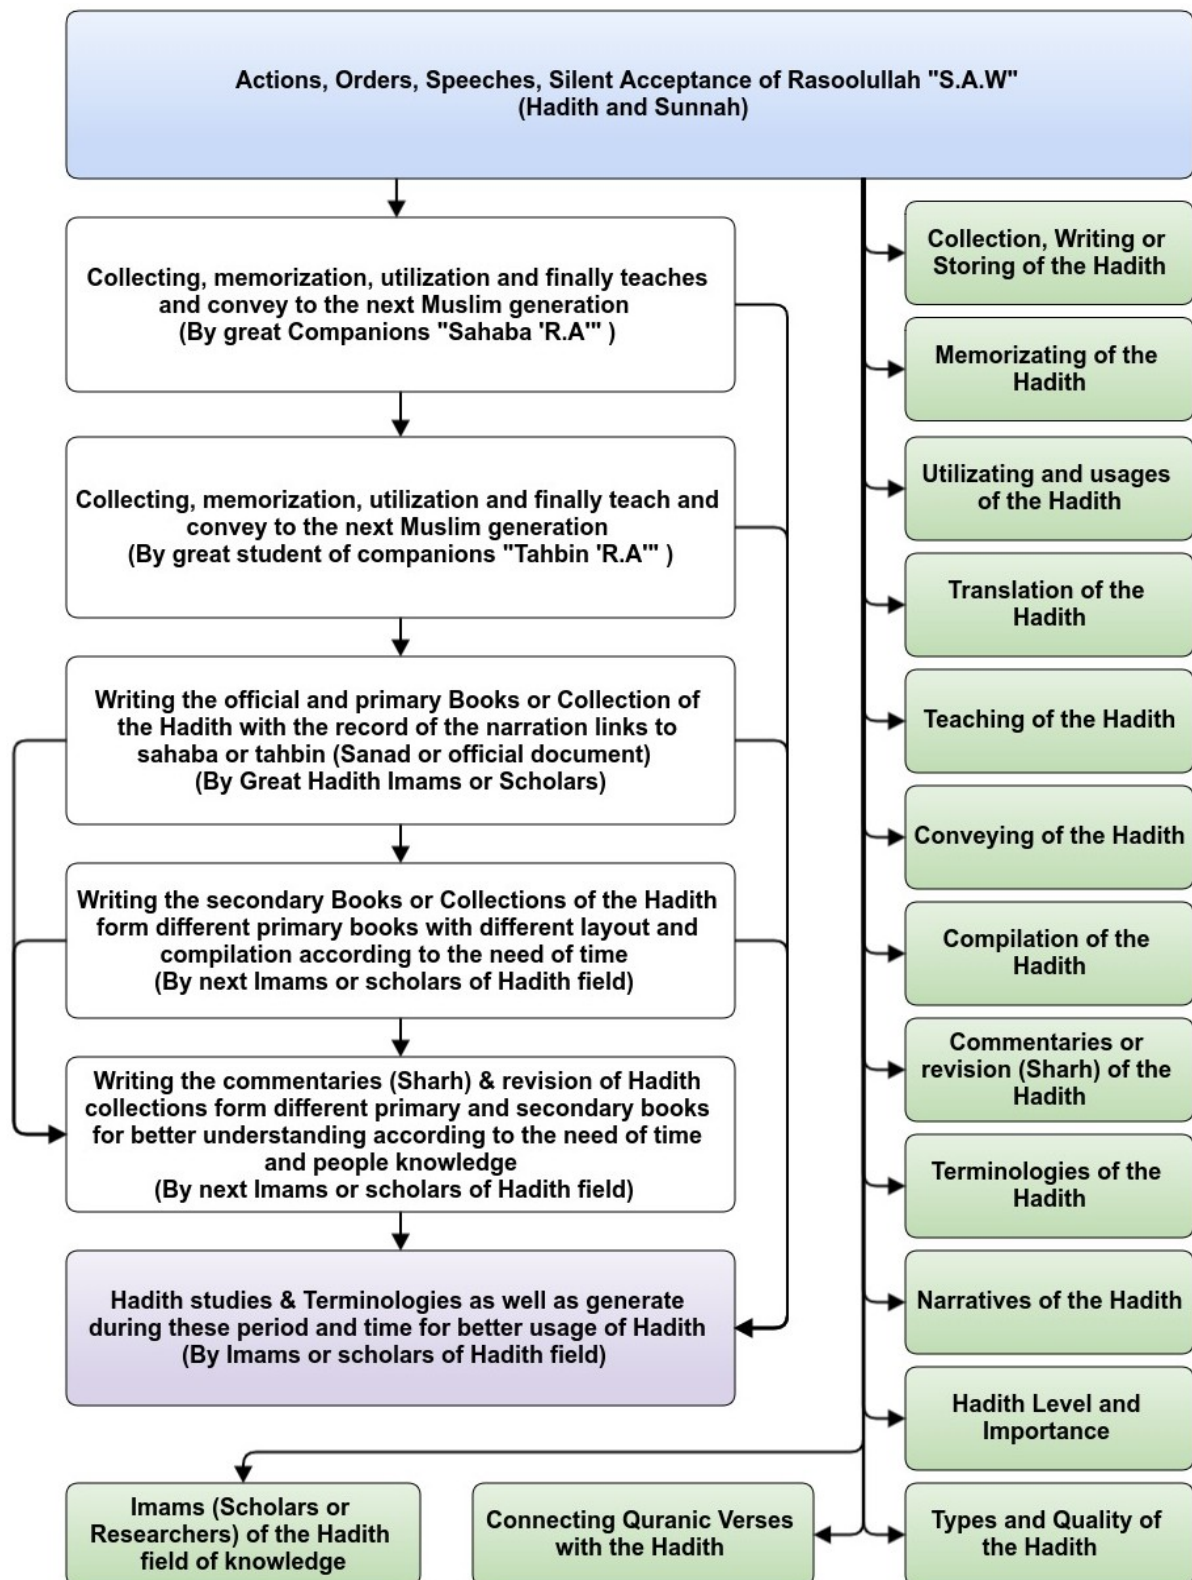 Actions, Orders, Speeches, Silent Acceptance of Rasoolullah "S.A.W"
(Hadith and Sunnah)
Collecting, memorization, utilization and finally teaches
and convey to the next Muslim generation
(By great Companions "Sahaba 'R.A'" )
Collecting, memorization, utilization and finally teach and
convey to the next Muslim generation
(By great student of companions "Tahbin 'R.A'" )
Writing the official and primary Books or Collection of
the Hadith with the record of the narration links to
sahaba or tahbin (Sanad or official document)
(By Great Hadith Imams or Scholars)
Writing the secondary Books or Collections of the Hadith
form different primary books with different layout and
compilation according to the need of time
(By next Imams or scholars of Hadith field)
Writing the commentaries (Sharh) & revision of Hadith
collections form different primary and secondary books
for better understanding according to the need of time
and people knowledge
(By next Imams or scholars of Hadith field)
Hadith studies & Terminologies as well as generate
during these period and time for better usage of Hadith
(By Imams or scholars of Hadith field)
Collection, Writing or
Storing of the Hadith
Memorizating of the
Hadith
Utilizating and usages
of the Hadith
Translation of the
Hadith
Teaching of the Hadith
Conveying of the Hadith
Compilation of the
Hadith
Commentaries or
revision (Sharh) of the
Hadith
Terminologies of the
Hadith
Narratives of the Hadith
Hadith Level and
Importance
Imams (Scholars or
Researchers) of the Hadith
field of knowledge
Connecting Quranic Verses
with the Hadith
Types and Quality of
the Hadith